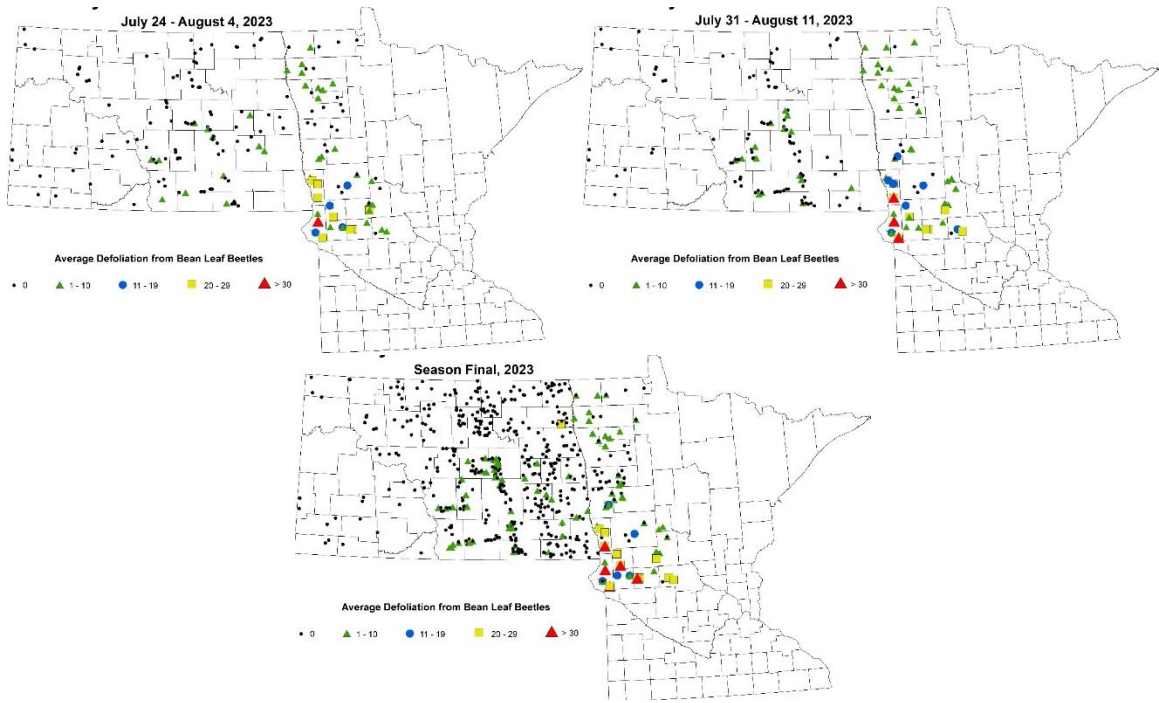 July 24 - August 4, 2023
Average Defoliation from Bean Leaf Beetles
0 1 - 10 11 - 19 20 - 29 > 30
July 31 - August 11, 2023
Average Defoliation from Bean Leaf Beetles
0 1 - 10 11 - 19 20 - 29 > 30
Season Final, 2023
Average Defoliation from Bean Leaf Beetles
0 1 - 10 11 - 19 20 - 29 > 30